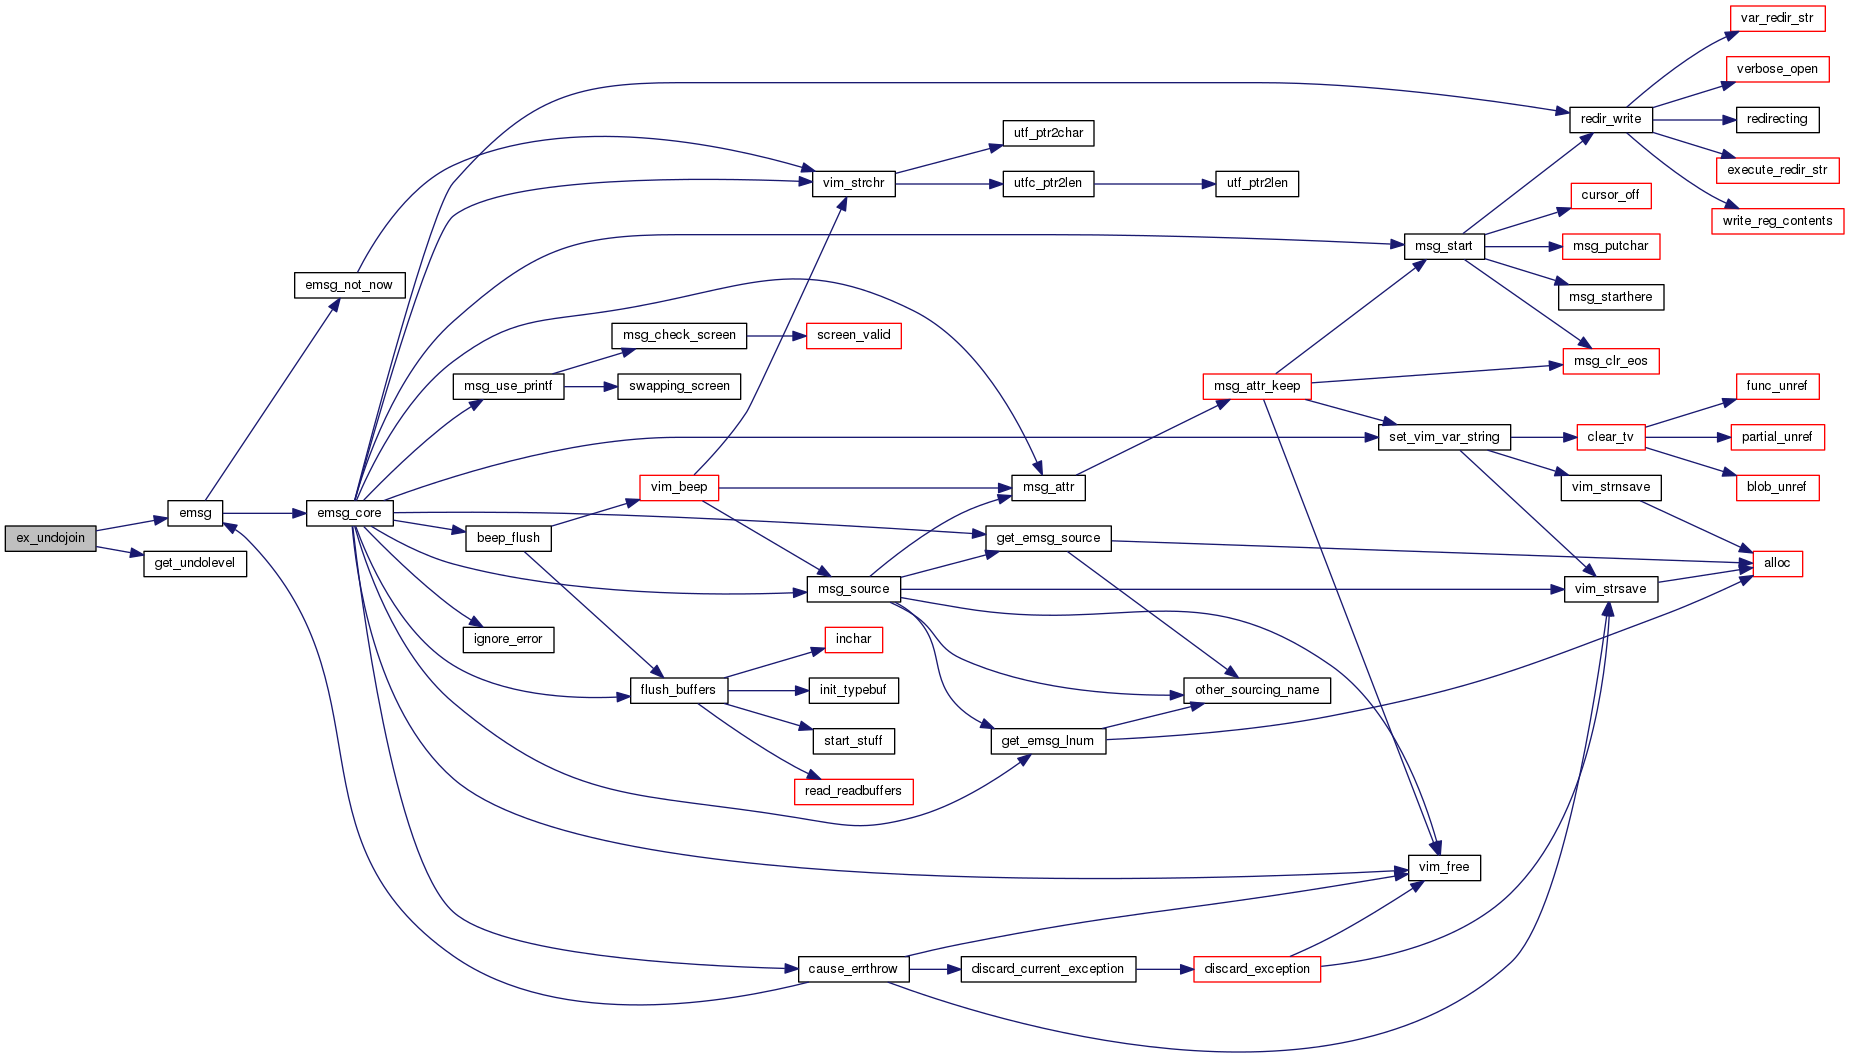 var_redir_str
verbose_open
redir_write
redirecting
utf_ptr2char
execute_redir_str
vim_strchr
utfc_ptr2len
utf_ptr2len
cursor_off
write_reg_contents
msg_start
msg_putchar
emsg_not_now
msg_starthere
msg_check_screen
screen_valid
msg_clr_eos
msg_use_printf
swapping_screen
msg_attr_keep
func_unref
set_vim_var_string
clear_tv
partial_unref
vim_beep
msg_attr
vim_strnsave
blob_unref
emsg
emsg_core
ex_undojoin
beep_flush
get_emsg_source
get_undolevel
alloc
msg_source
vim_strsave
ignore_error
inchar
flush_buffers
init_typebuf
other_sourcing_name
start_stuff
get_emsg_lnum
read_readbuffers
vim_free
cause_errthrow
discard_current_exception
discard_exception